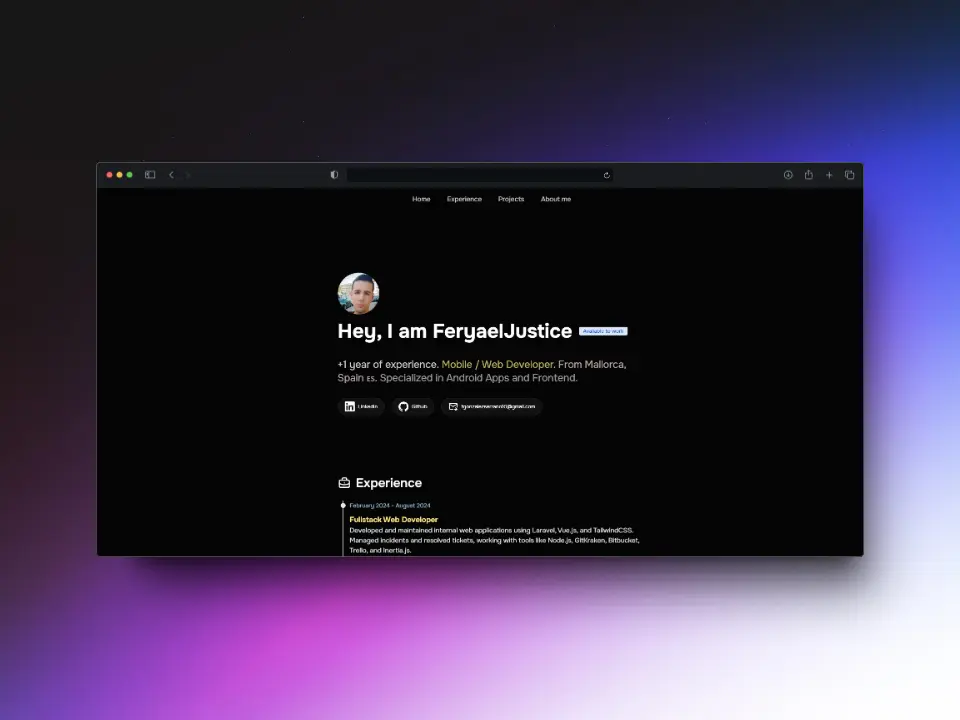 Home Experience Projects About me
Hey, I am FeryaelJustice Available to work
+1 year of experience. Mobile / Web Developer. From Mallorca,
Spain ES. Specialized in Android Apps and Frontend.
LinkedIn Github
Experience
February 2024 - August 2024
Fullstack Web Developer
Developed and maintained internal web applications using Laravel, Vue.js, and TailwindCSS.
Managed incidents and resolved tickets, working with tools like Node.js, GitKraken, Bitbucket,
Trello, and Inertia.js.